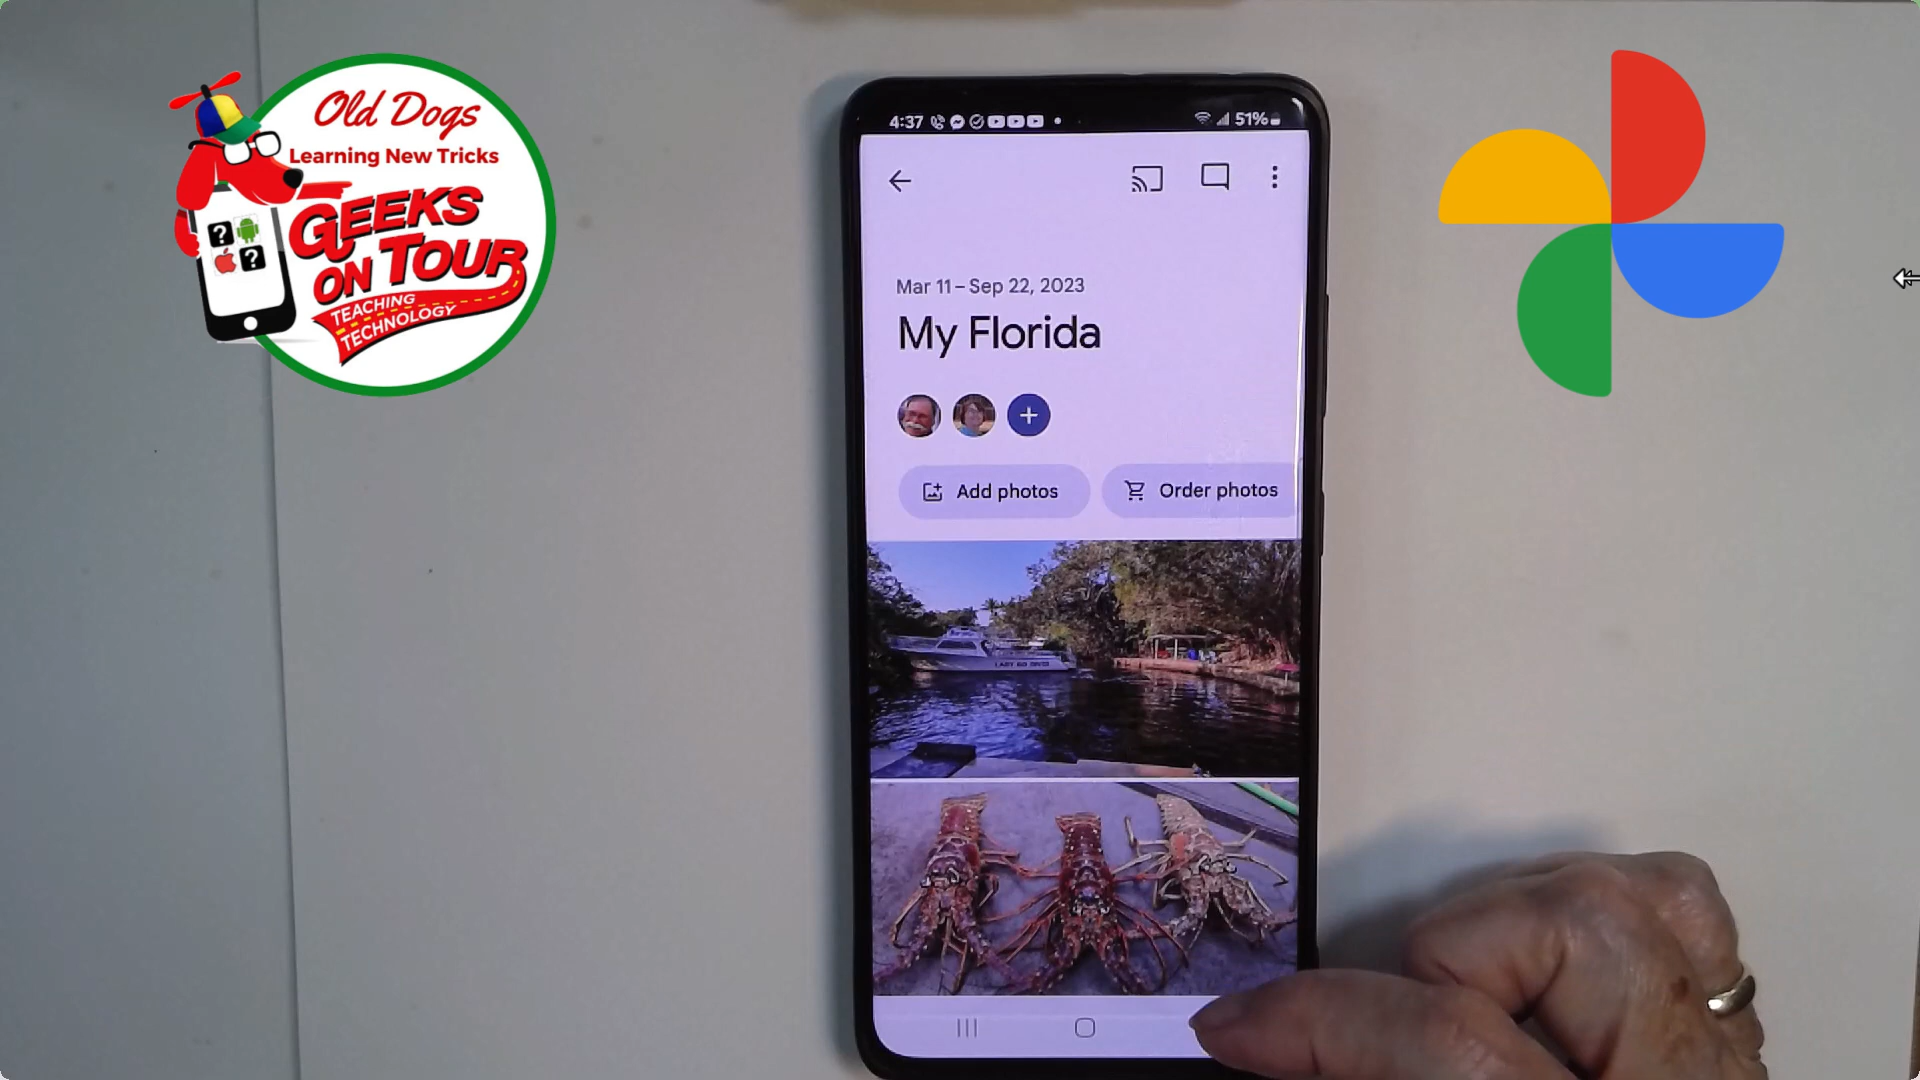 Old Dogs
Learning New Tricks
GEEKS
ON TOUR
TEACHING
TECHNOLOGY
? 
?
4:37
51%
Mar 11 – Sep 22, 2023
My Florida
Add photos
Order photos